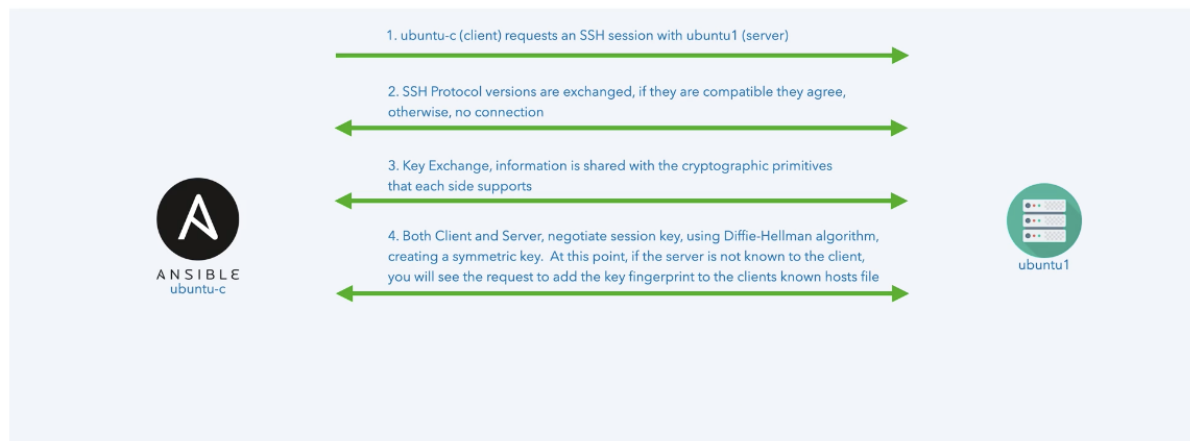 1. ubuntu-c (client) requests an SSH session with ubuntu1 (server)
2. SSH Protocol versions are exchanged, if they are compatible they agree,
otherwise, no connection
3. Key Exchange, information is shared with the cryptographic primitives
that each side supports
4. Both Client and Server, negotiate session key, using Diffie-Hellman algorithm,
creating a symmetric key. At this point, if the server is not known to the client,
you will see the request to add the key fingerprint to the clients known hosts file
ANSIBLE
ubuntu-c
ubuntu1